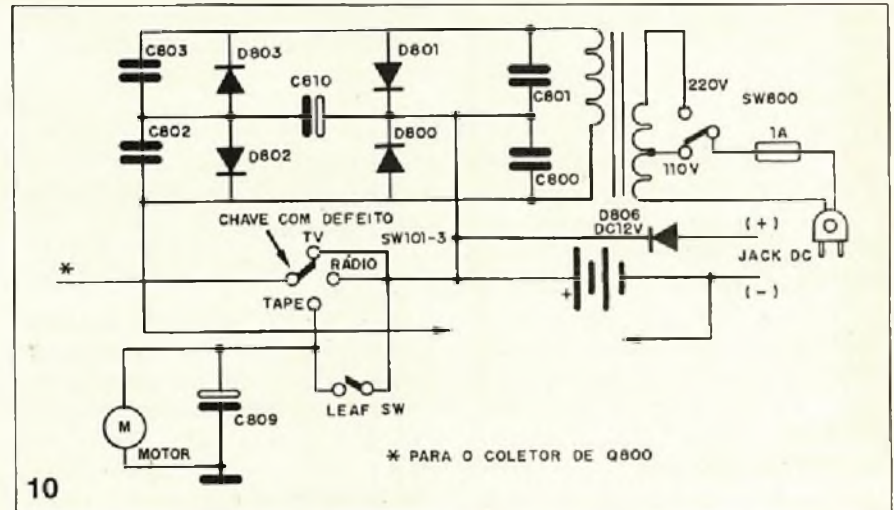 C803
D803
D801
C810
C801
C802
D802
D800
C800
220V
SW800
1A
110V
CHAVE COM DEFEITO
TV
SW101-3
RÁDIO
TAPE
D806
DC12V
(+)
JACK DC
(-)
*
+
C809
LEAF SW
M
MOTOR
* PARA O COLETOR DE Q800
10